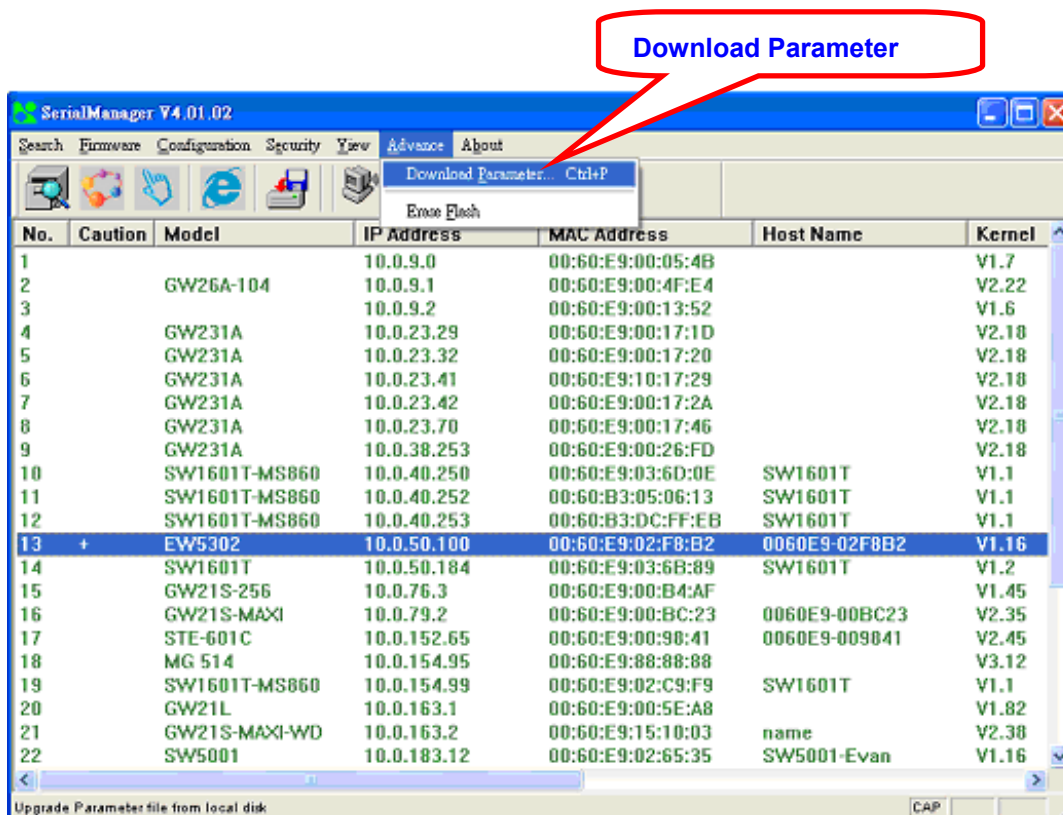 Download Parameter
SerialManager V4.01.02
Search Firmware Configuration Security View Advance About
Download Parameter... Ctrl+P
Erase Flash
No. Caution Model IP Address MAC Address Host Name Kernel
1 10.0.9.0 00:60:E9:00:05:4B V1.7
2 GW26A-104 10.0.9.1 00:60:E9:00:4F:E4 V2.22
3 10.0.9.2 00:60:E9:00:13:52 V1.6
4 GW231A 10.0.23.29 00:60:E9:00:17:1D V2.18
5 GW231A 10.0.23.32 00:60:E9:00:17:20 V2.18
6 GW231A 10.0.23.41 00:60:E9:10:17:29 V2.18
7 GW231A 10.0.23.42 00:60:E9:00:17:2A V2.18
8 GW231A 10.0.23.70 00:60:E9:00:17:46 V2.18
9 GW231A 10.0.38.253 00:60:E9:00:26:FD V2.18
10 SW1601T-MS860 10.0.40.250 00:60:E9:03:6D:0E SW1601T V1.1
11 SW1601T-MS860 10.0.40.252 00:60:B3:05:06:13 SW1601T V1.1
12 SW1601T-MS860 10.0.40.253 00:60:B3:DC:FF:EB SW1601T V1.1
13 + EW5302 10.0.50.100 00:60:E9:02:F8:B2 0060E9-02F8B2 V1.16
14 SW1601T 10.0.50.184 00:60:E9:03:6B:89 SW1601T V1.2
15 GW21S-256 10.0.76.3 00:60:E9:00:B4:AF V1.45
16 GW21S-MAXI 10.0.79.2 00:60:E9:00:BC:23 0060E9-00BC23 V2.35
17 STE-601C 10.0.152.65 00:60:E9:00:98:41 0060E9-009841 V2.45
18 MG 514 10.0.154.95 00:60:E9:88:88:88 V3.12
19 SW1601T-MS860 10.0.154.99 00:60:E9:02:C9:F9 SW1601T V1.1
20 GW21L 10.0.163.1 00:60:E9:00:5E:A8 V1.82
21 GW21S-MAXI-WD 10.0.163.2 00:60:E9:15:10:03 name V2.38
22 SW5001 10.0.183.12 00:60:E9:02:65:35 SW5001-Evan V1.16
Upgrade Parameter file from local disk CAP